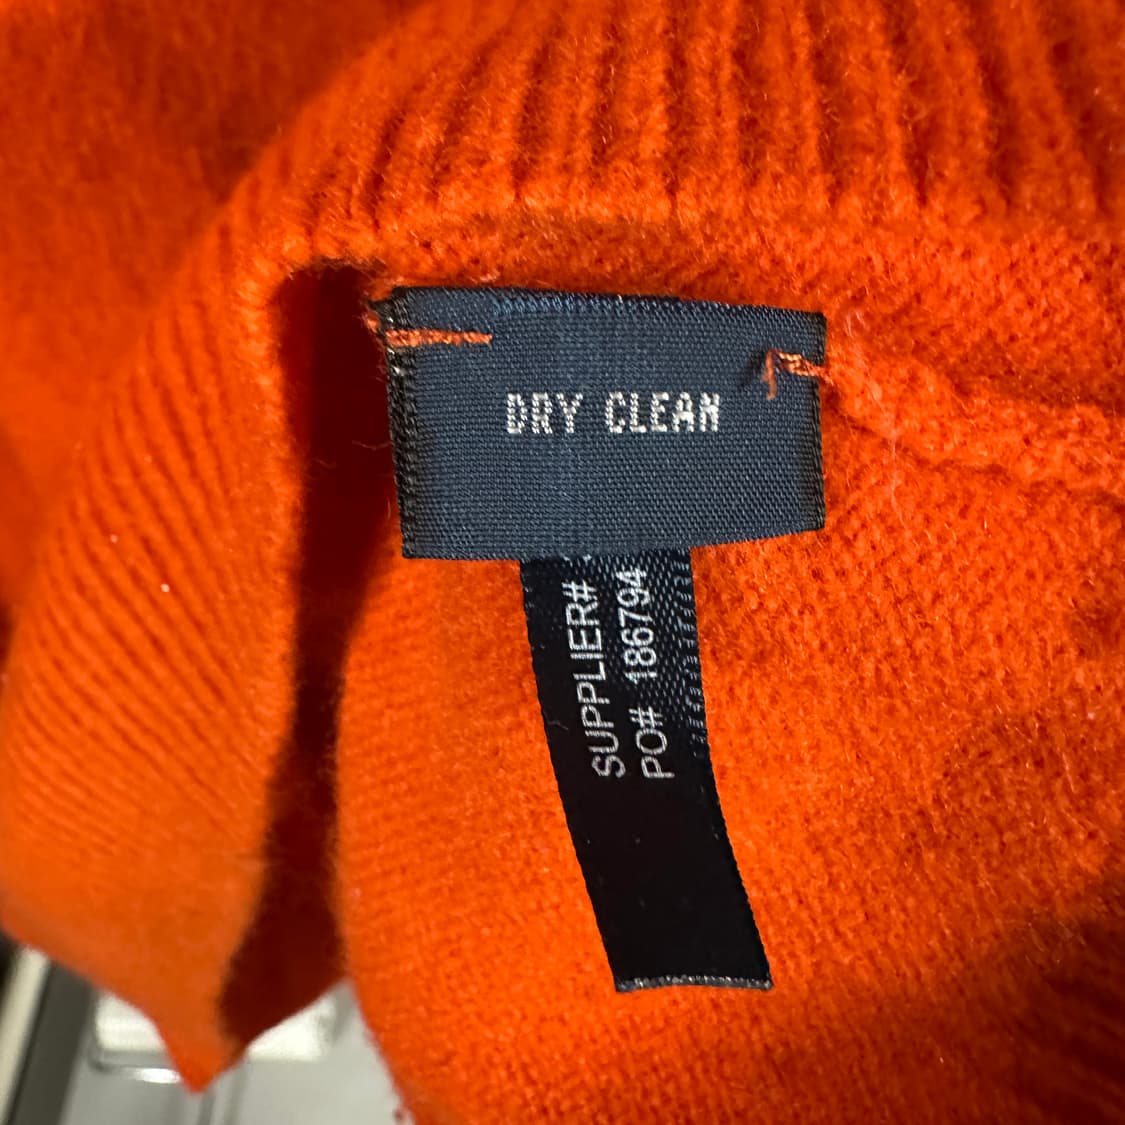 DRY CLEAN
SUPPLIER#
PO# 186794